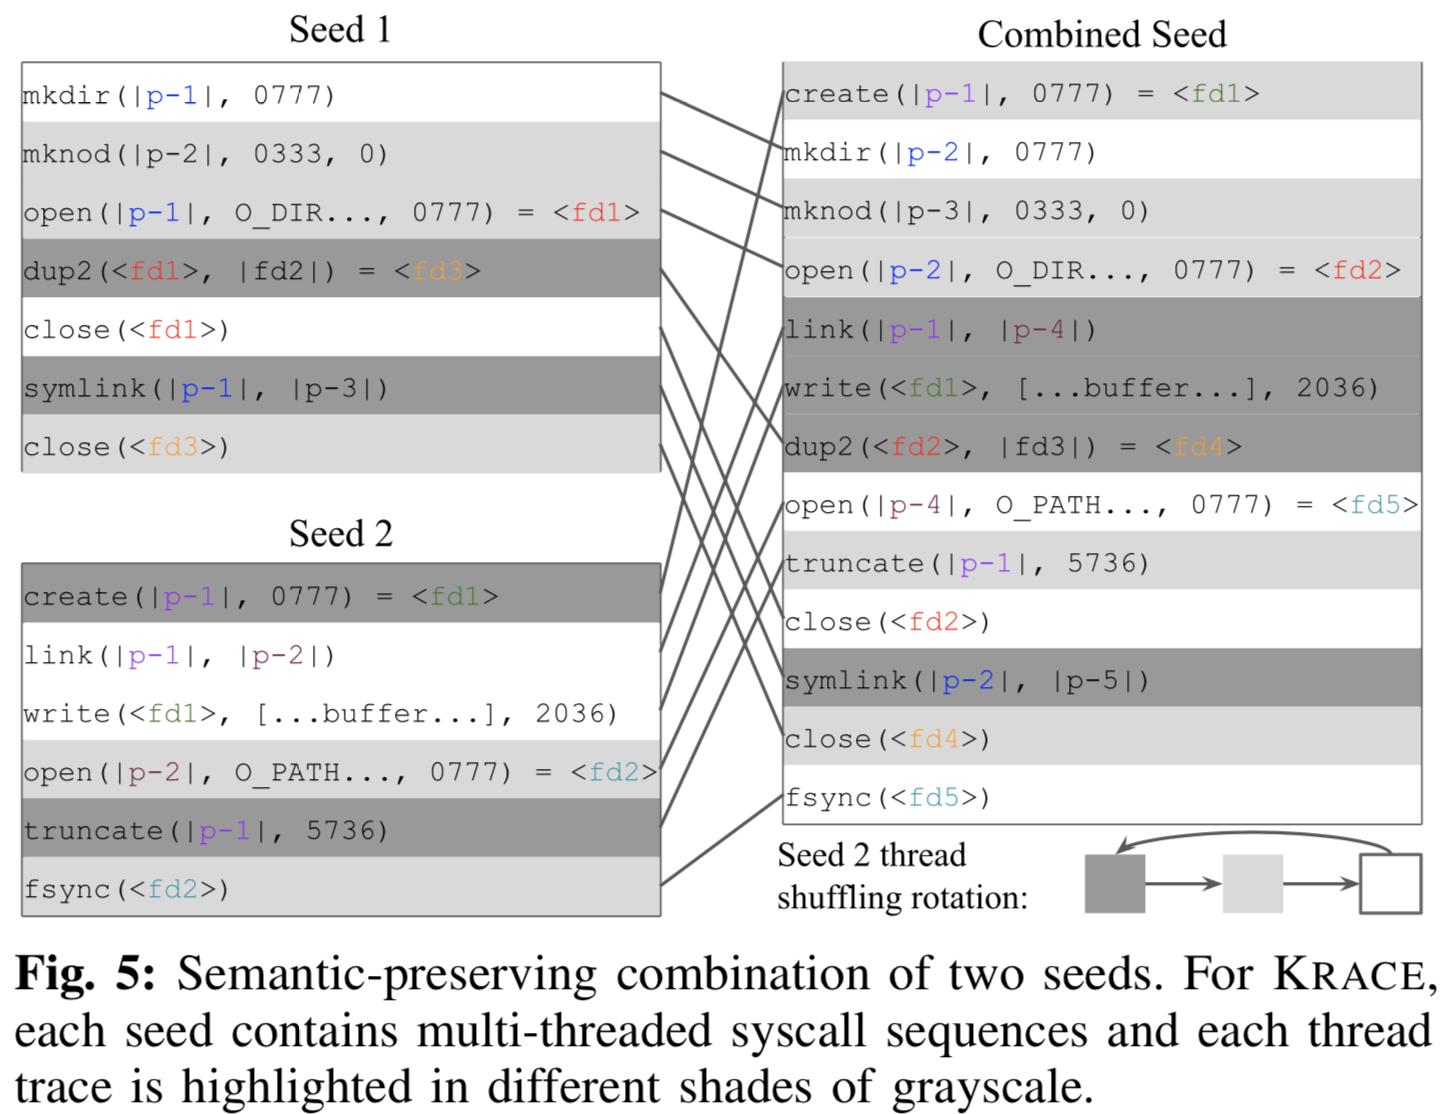 Seed 1
mkdir(|p-1|, 0777)
mknod(|p-2|, 0333, 0)
open(|p-1|, O_DIR..., 0777) = <fd1>
dup2(<fd1>, |fd2|) = <fd3>
close(<fd1>)
symlink(|p-1|, |p-3|)
close(<fd3>)
Seed 2
create(|p-1|, 0777) = <fd1>
link(|p-1|, |p-2|)
write(<fd1>, [...buffer...], 2036)
open(|p-2|, O_PATH..., 0777) = <fd2>
truncate(|p-1|, 5736)
fsync(<fd2>)
Combined Seed
create(|p-1|, 0777) = <fd1>
mkdir(|p-2|, 0777)
mknod(|p-3|, 0333, 0)
open(|p-2|, O_DIR..., 0777) = <fd2>
link(|p-1|, |p-4|)
write(<fd1>, [...buffer...], 2036)
dup2(<fd2>, |fd3|) = <fd4>
open(|p-4|, O_PATH..., 0777) = <fd5>
truncate(|p-1|, 5736)
close(<fd2>)
symlink(|p-2|, |p-5|)
close(<fd4>)
fsync(<fd5>)
Seed 2 thread
shuffling rotation:
Fig. 5: Semantic-preserving combination of two seeds. For KRACE,
each seed contains multi-threaded syscall sequences and each thread
trace is highlighted in different shades of grayscale.